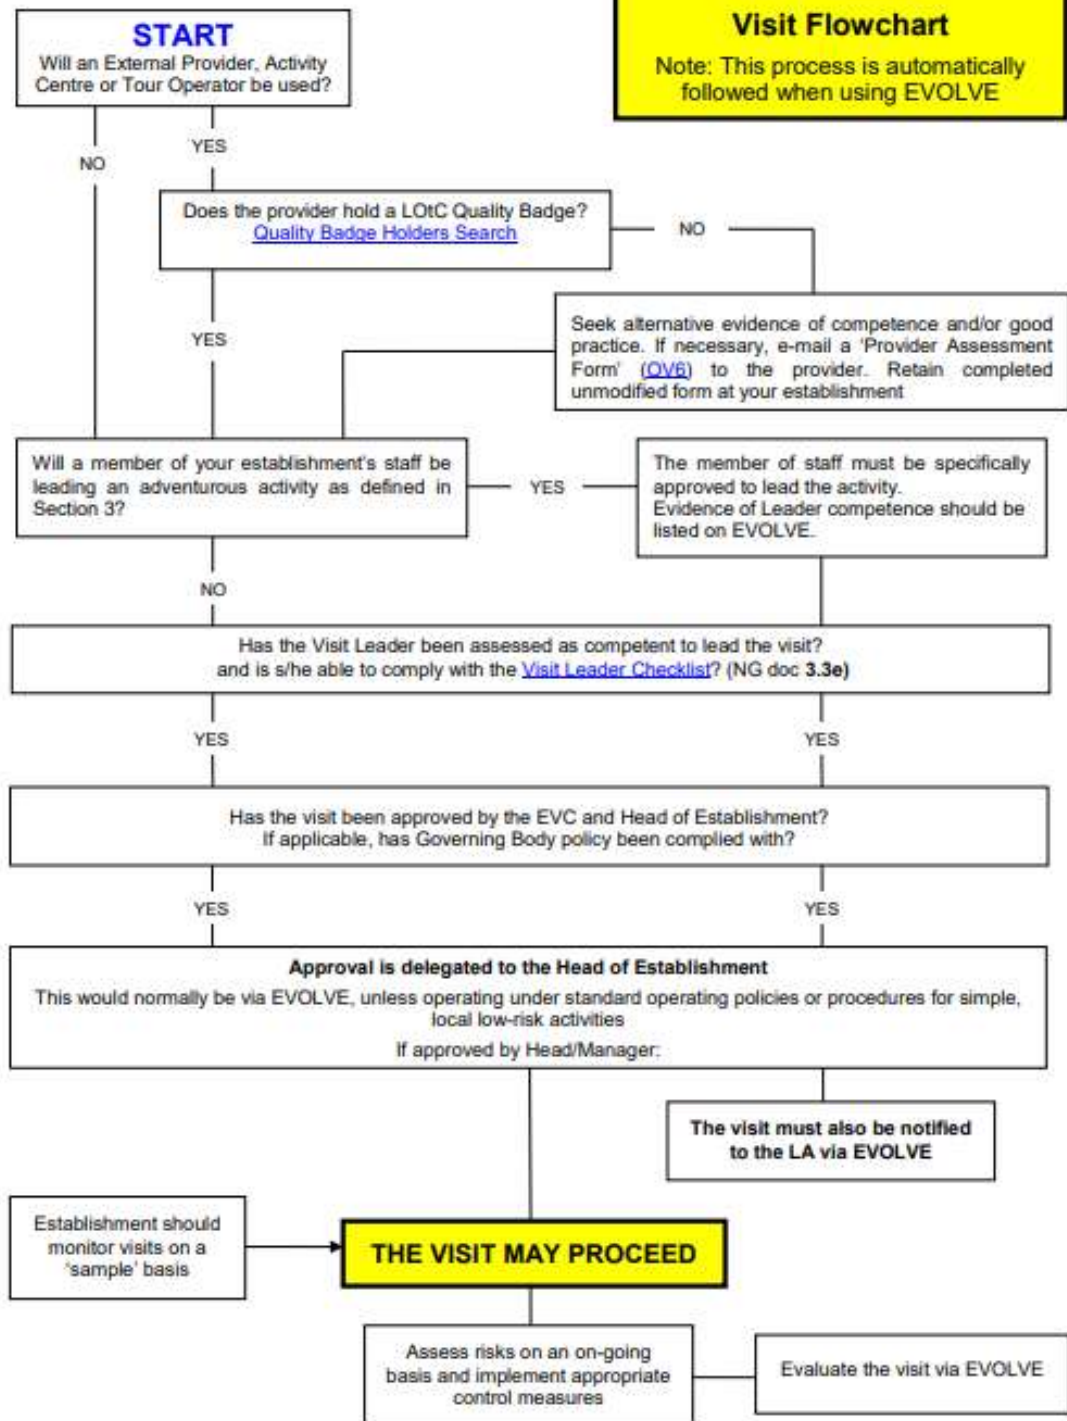 START
Will an External Provider, Activity
Centre or Tour Operator be used?
Visit Flowchart
Note: This process is automatically
followed when using EVOLVE
NO
YES
Does the provider hold a LOtC Quality Badge?
Quality Badge Holders Search
NO
YES
Seek alternative evidence of competence and/or good
practice. If necessary, e-mail a 'Provider Assessment
Form' (OV6) to the provider. Retain completed
unmodified form at your establishment
Will a member of your establishment's staff be
leading an adventurous activity as defined in
Section 3?
YES
The member of staff must be specifically
approved to lead the activity.
Evidence of Leader competence should be
listed on EVOLVE.
NO
Has the Visit Leader been assessed as competent to lead the visit?
and is s/he able to comply with the Visit Leader Checklist? (NG doc 3.3e)
YES
YES
Has the visit been approved by the EVC and Head of Establishment?
If applicable, has Governing Body policy been complied with?
YES
YES
Approval is delegated to the Head of Establishment
This would normally be via EVOLVE, unless operating under standard operating policies or procedures for simple,
local low-risk activities
If approved by Head/Manager:
The visit must also be notified
to the LA via EVOLVE
Establishment should
monitor visits on a
'sample' basis
THE VISIT MAY PROCEED
Assess risks on an on-going
basis and implement appropriate
control measures
Evaluate the visit via EVOLVE